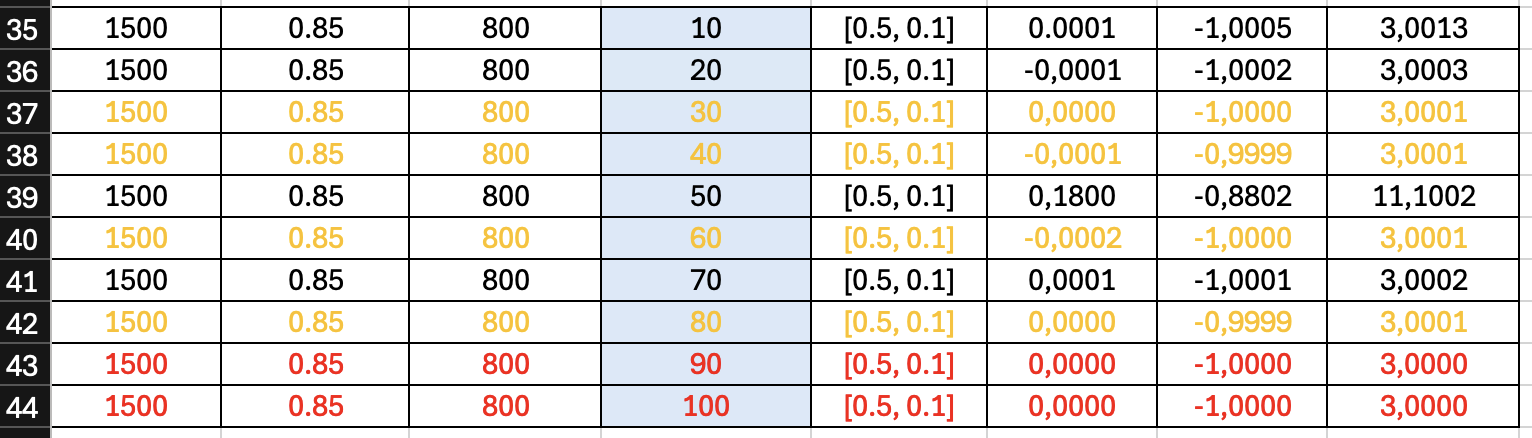 35 1500 0.85 800 10 [0.5, 0.1] 0.0001 -1,0005 3,0013
36 1500 0.85 800 20 [0.5, 0.1] -0,0001 -1,0002 3,0003
37 1500 0.85 800 30 [0.5, 0.1] 0,0000 -1,0000 3,0001
38 1500 0.85 800 40 [0.5, 0.1] -0,0001 -0,9999 3,0001
39 1500 0.85 800 50 [0.5, 0.1] 0,1800 -0,8802 11,1002
40 1500 0.85 800 60 [0.5, 0.1] -0,0002 -1,0000 3,0001
41 1500 0.85 800 70 [0.5, 0.1] 0,0001 -1,0001 3,0002
42 1500 0.85 800 80 [0.5, 0.1] 0,0000 -0,9999 3,0001
43 1500 0.85 800 90 [0.5, 0.1] 0,0000 -1,0000 3,0000
44 1500 0.85 800 100 [0.5, 0.1] 0,0000 -1,0000 3,0000